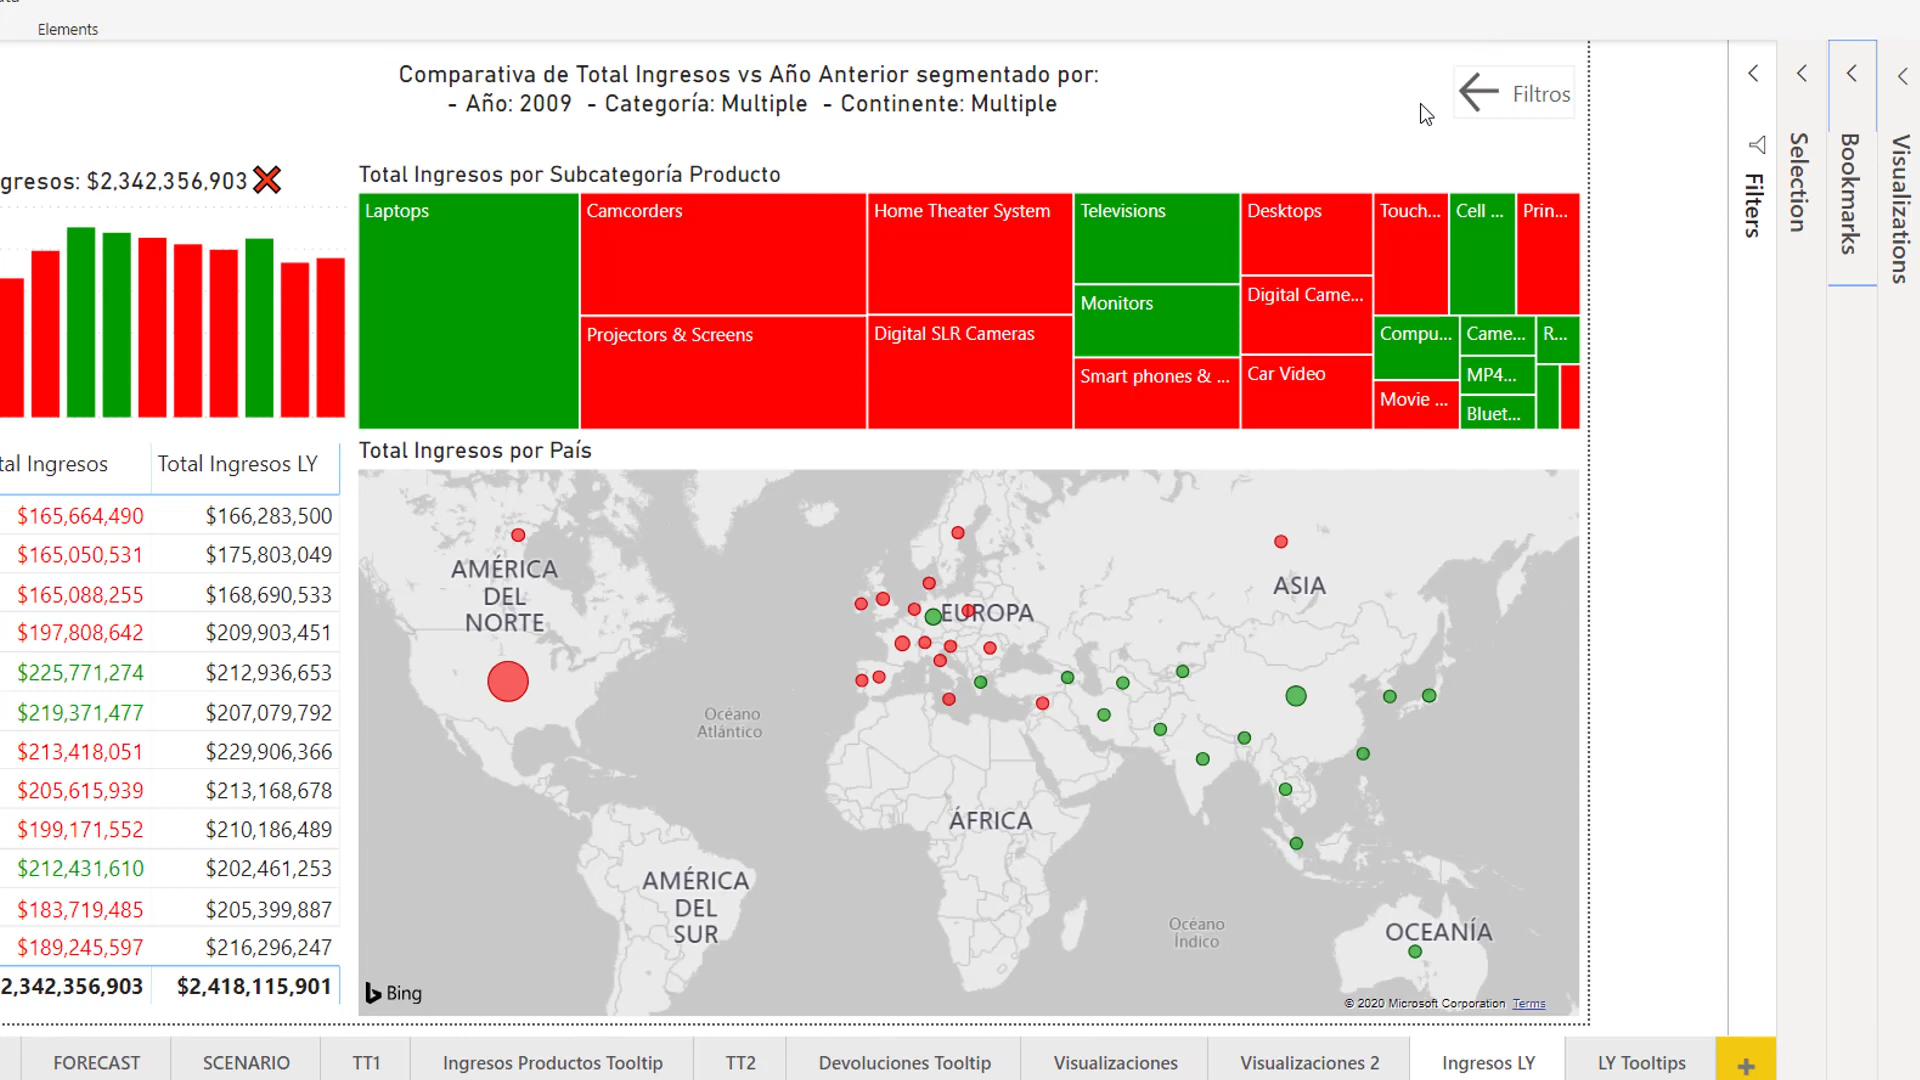 Elements
Comparativa de Total Ingresos vs Año Anterior segmentado por:
- Año: 2009 - Categoría: Multiple - Continente: Multiple
Filtros
gresos: $2,342,356,903
Total Ingresos por Subcategoría Producto
Laptops
Camcorders
Home Theater System
Televisions
Desktops
Touch...
Cell ...
Prin...
Monitors
Digital Came...
Projectors & Screens
Digital SLR Cameras
Compu...
Came...
R...
Smart phones & ...
Car Video
MP4...
Movie ...
Bluet...
Total Ingresos por País
tal Ingresos Total Ingresos LY
$165,664,490 $166,283,500
$165,050,531 $175,803,049
$165,088,255 $168,690,533
$197,808,642 $209,903,451
$225,771,274 $212,936,653
$219,371,477 $207,079,792
$213,418,051 $229,906,366
$205,615,939 $213,168,678
$199,171,552 $210,186,489
$212,431,610 $202,461,253
$183,719,485 $205,399,887
$189,245,597 $216,296,247
2,342,356,903 $2,418,115,901
AMÉRICA
DEL
NORTE
EUROPA
ASIA
Océano
Atlántico
ÁFRICA
AMÉRICA
DEL
SUR
Océano
Índico
OCEANÍA
Bing
© 2020 Microsoft Corporation Terms
Filters
Selection
Bookmarks
Visualizations
FORECAST
SCENARIO
TT1
Ingresos Productos Tooltip
TT2
Devoluciones Tooltip
Visualizaciones
Visualizaciones 2
Ingresos LY
LY Tooltips
+